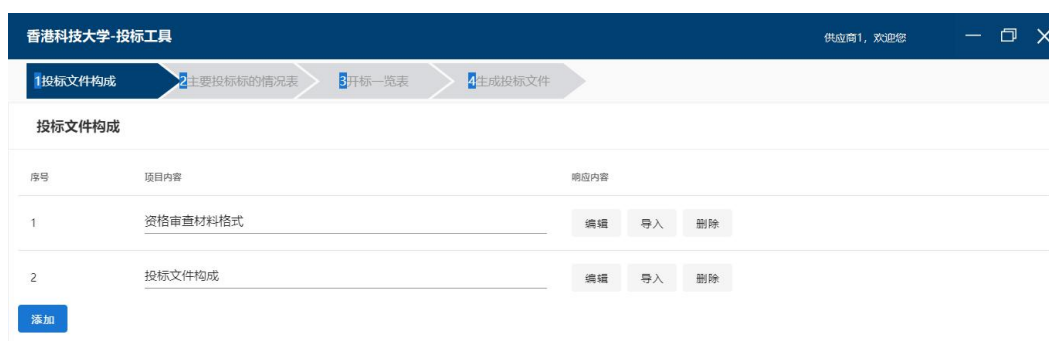 香港科技大学-投标工具 供应商1，欢迎您
1投标文件构成 2主要投标标的情况表 3开标一览表 4生成投标文件
投标文件构成
序号 项目内容 响应内容
1 资格审查材料格式 编辑 导入 删除
2 投标文件构成 编辑 导入 删除
添加